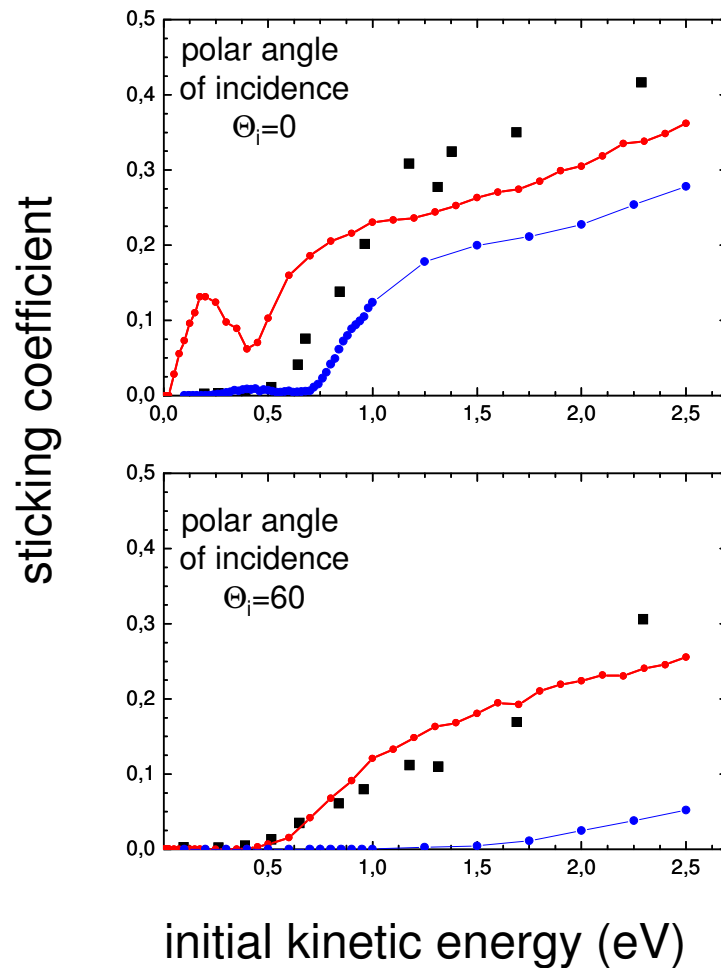 sticking coefficient
0,5
0,4
0,3
0,2
0,1
0,0
polar angle
of incidence
Θi=0
0,0 0,5 1,0 1,5 2,0 2,5
0,5
0,4
0,3
0,2
0,1
0,0
polar angle
of incidence
Θi=60
0,5 1,0 1,5 2,0 2,5
initial kinetic energy (eV)